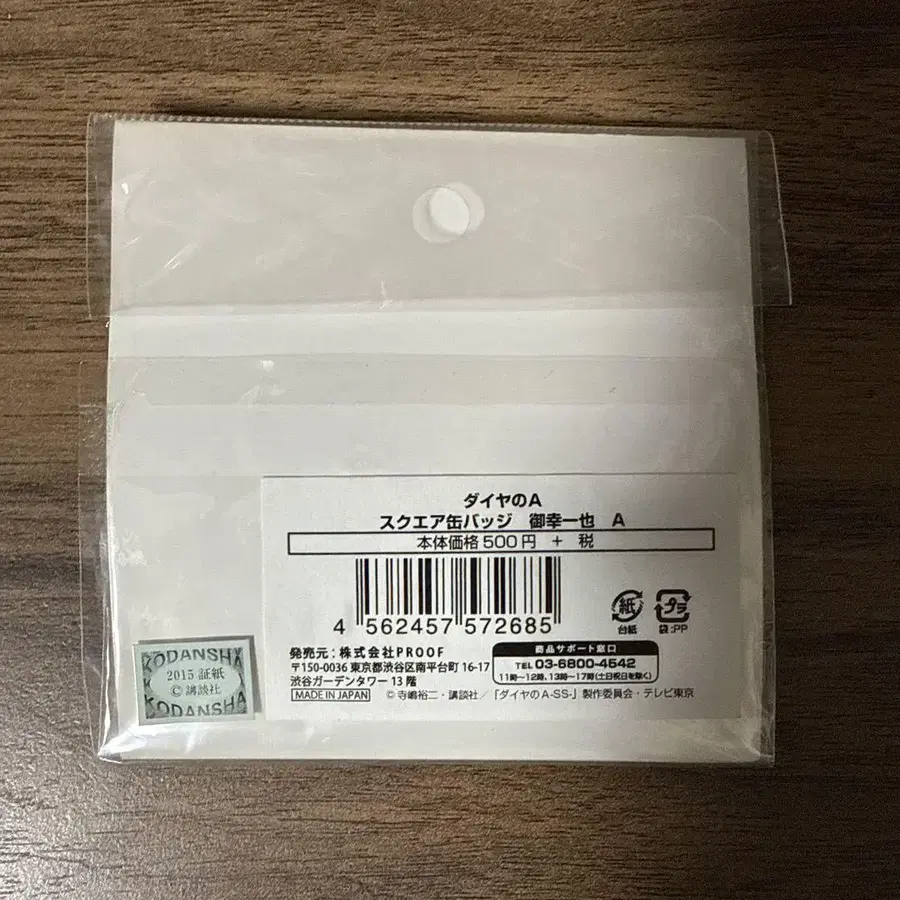 ダイヤのA
スクエア缶バッジ 御幸一也 A
本体価格500円 + 税
4 562457 572685
紙
台紙
プラ
袋:PP
発売元:株式会社PROOF
〒150-0036 東京都渋谷区南平台町16-17
渋谷ガーデンタワー13階
商品サポート窓口
TEL 03-6800-4542
11時~12時、13時~17時(土日祝日を除く)
MADE IN JAPAN
©寺嶋裕二・講談社/「ダイヤのA-SS-」製作委員会・テレビ東京
KODANSHA
2015 証紙
©講談社
KODANSHA